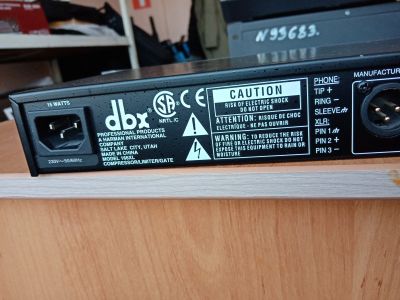 N93683.
15 WATTS
230V~50/60Hz
dbx
PROFESSIONAL PRODUCTS
A HARMAN INTERNATIONAL
COMPANY
SALT LAKE CITY, UTAH
MADE IN CHINA
MODEL 166XL
COMPRESSOR/LIMITER/GATE
SA
NRTL /C
CE
CAUTION
RISK OF ELECTRIC SHOCK
DO NOT OPEN
ATTENTION: RISQUE DE CHOC
ELECTRIQUE - NE PAS OUVRIR
WARNING: TO REDUCE THE RISK
OF FIRE OR ELECTRIC SHOCK DO NOT
EXPOSE THIS EQUIPMENT TO RAIN OR
MOISTURE
PHONE:
TIP +
RING −
SLEEVE
XLR:
PIN 1
PIN 2 +
PIN 3 −
MANUFACTUR